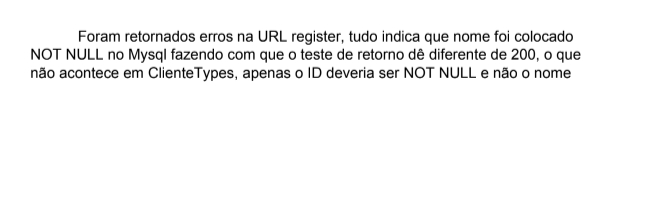 Foram retornados erros na URL register, tudo indica que nome foi colocado
NOT NULL no Mysql fazendo com que o teste de retorno dê diferente de 200, o que
não acontece em ClienteTypes, apenas o ID deveria ser NOT NULL e não o nome